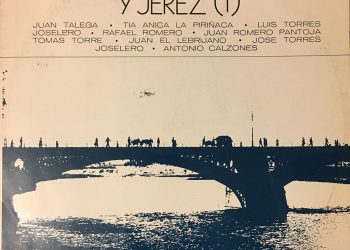 Y JEREZ (1)
JUAN TALEGA • TIA ANICA LA PIRIÑACA • LUIS TORRES
JOSELERO • RAFAEL ROMERO • JUAN ROMERO PANTOJA
TOMAS TORRE • JUAN EL LEBRIJANO • JOSE TORRES
JOSELERO • ANTONIO CALZONES